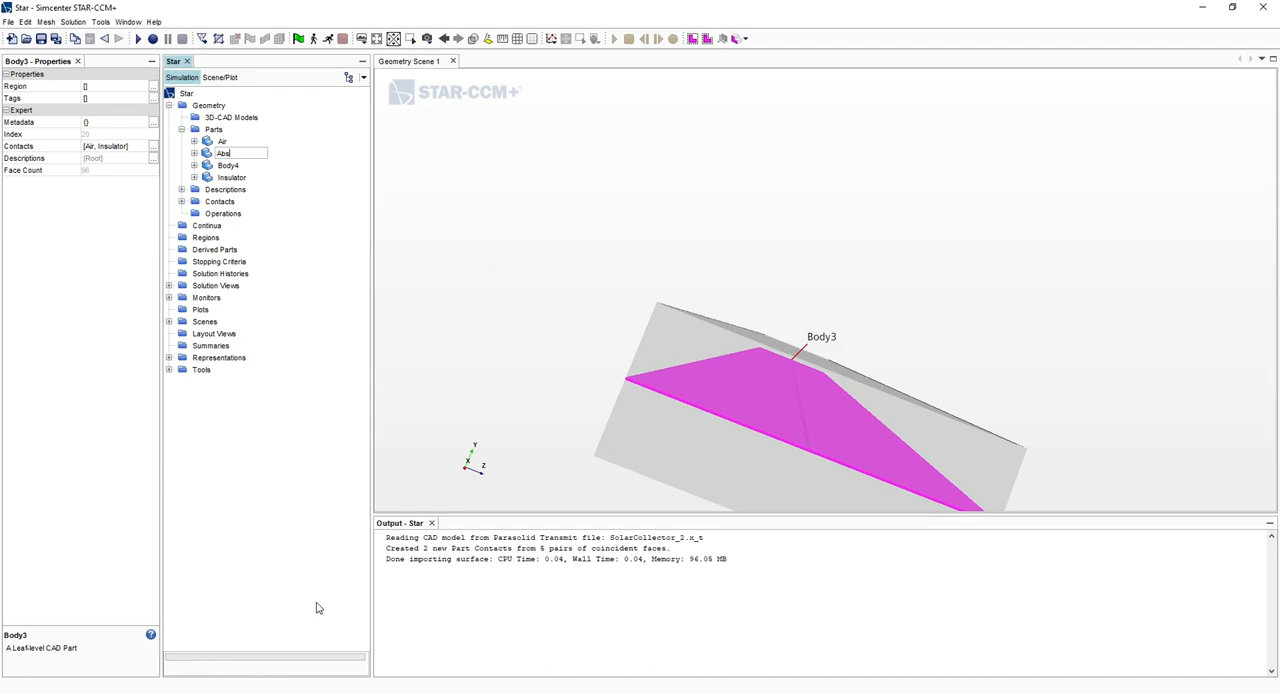 Star - Simcenter STAR-CCM+
File Edit Mesh Solution Tools Window Help
Body3 - Properties
Properties
Region []
Tags []
Expert
Metadata {}
Index 20
Contacts [Air, Insulator]
Descriptions [Root]
Face Count 96
Body3
A Leaf-level CAD Part
Star
Simulation Scene/Plot
Star
Geometry
3D-CAD Models
Parts
Air
Abs
Body4
Insulator
Descriptions
Contacts
Operations
Continua
Regions
Derived Parts
Stopping Criteria
Solution Histories
Solution Views
Monitors
Plots
Scenes
Layout Views
Summaries
Representations
Tools
Geometry Scene 1
STAR-CCM+
Body3
Y
X Z
Output - Star
Reading CAD model from Parasolid Transmit file: SolarCollector_2.x_t
Created 2 new Part Contacts from 5 pairs of coincident faces.
Done importing surface: CPU Time: 0.04, Wall Time: 0.04, Memory: 96.05 MB